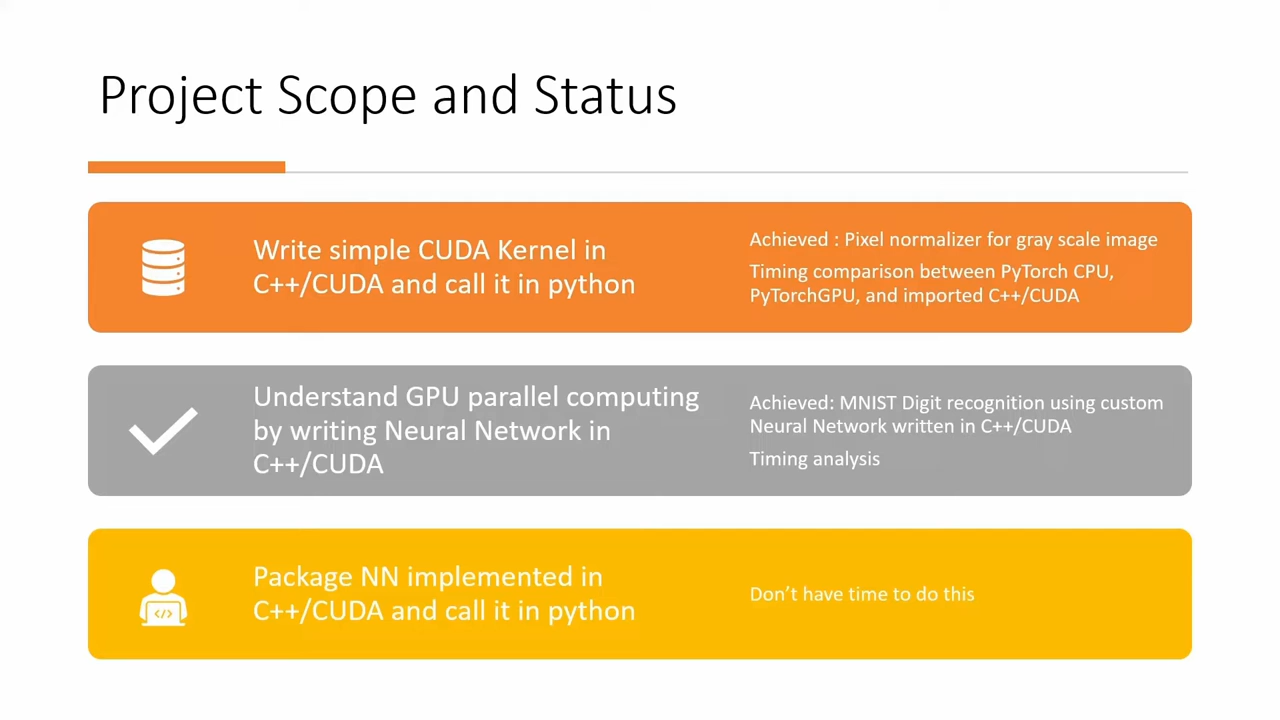 Project Scope and Status
Write simple CUDA Kernel in
C++/CUDA and call it in python
Achieved : Pixel normalizer for gray scale image
Timing comparison between PyTorch CPU,
PyTorchGPU, and imported C++/CUDA
Understand GPU parallel computing
by writing Neural Network in
C++/CUDA
Achieved: MNIST Digit recognition using custom
Neural Network written in C++/CUDA
Timing analysis
Package NN implemented in
C++/CUDA and call it in python
Don’t have time to do this